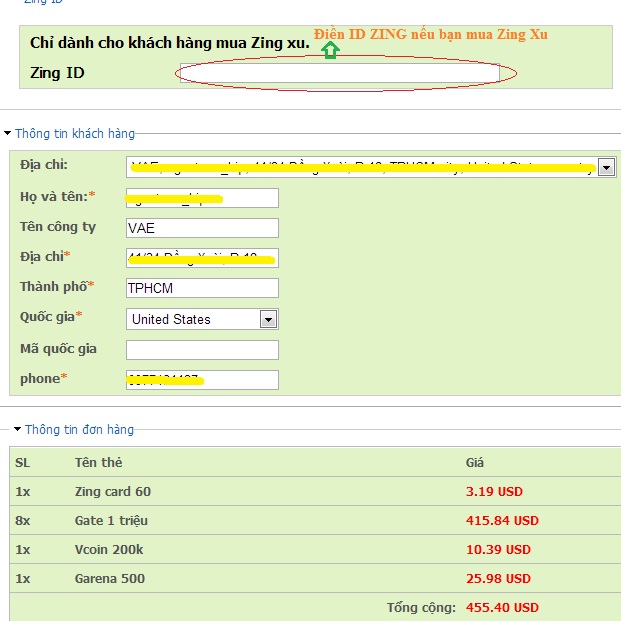 Zing ID
Điền ID ZING nếu bạn mua Zing Xu
Chỉ dành cho khách hàng mua Zing xu.
Zing ID
Thông tin khách hàng
Địa chỉ:
Họ và tên:*
Tên công ty VAE
Địa chỉ*
Thành phố* TPHCM
Quốc gia* United States
Mã quốc gia
phone*
Thông tin đơn hàng
SL Tên thẻ Giá
1x Zing card 60 3.19 USD
8x Gate 1 triệu 415.84 USD
1x Vcoin 200k 10.39 USD
1x Garena 500 25.98 USD
Tổng cộng: 455.40 USD